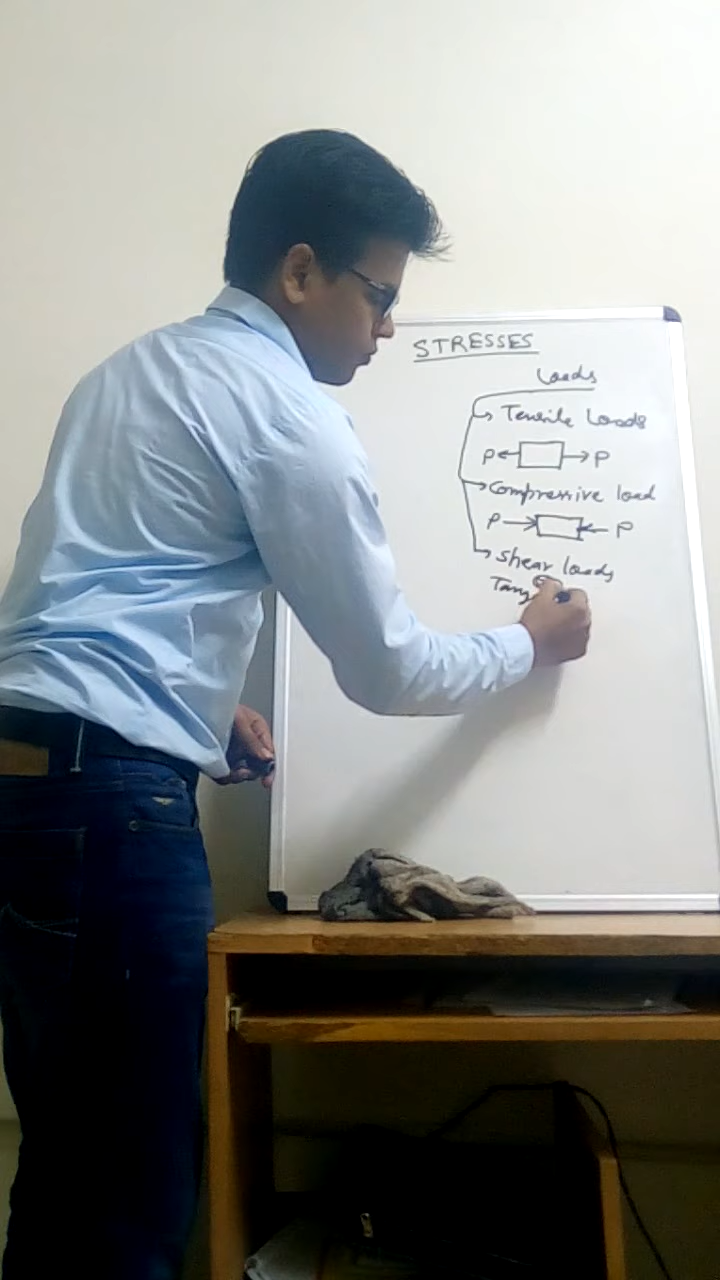 STRESSES
Loads
Tensile Loads
P P
Compressive load
P P
Shear loads
Tang